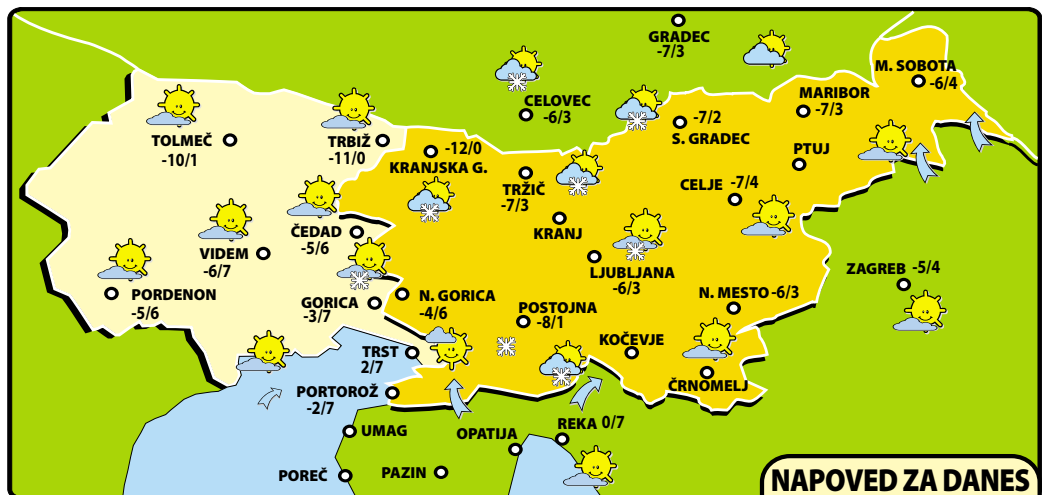 GRADEC
-7/3
M. SOBOTA
-6/4
CELOVEC
-6/3
MARIBOR
-7/3
-7/2
S. GRADEC
TOLMEČ
-10/1
TRBIŽ
-11/0
-12/0
KRANJSKA G.
TRŽIČ
-7/3
PTUJ
CELJE -7/4
KRANJ
ČEDAD
-5/6
VIDEM
-6/7
LJUBLJANA
-6/3
ZAGREB -5/4
PORDENON
-5/6
GORICA
-3/7
N. GORICA
-4/6
POSTOJNA
-8/1
N. MESTO -6/3
KOČEVJE
TRST
2/7
ČRNOMELJ
PORTOROŽ
-2/7
UMAG
OPATIJA
REKA 0/7
POREČ
PAZIN
NAPOVED ZA DANES